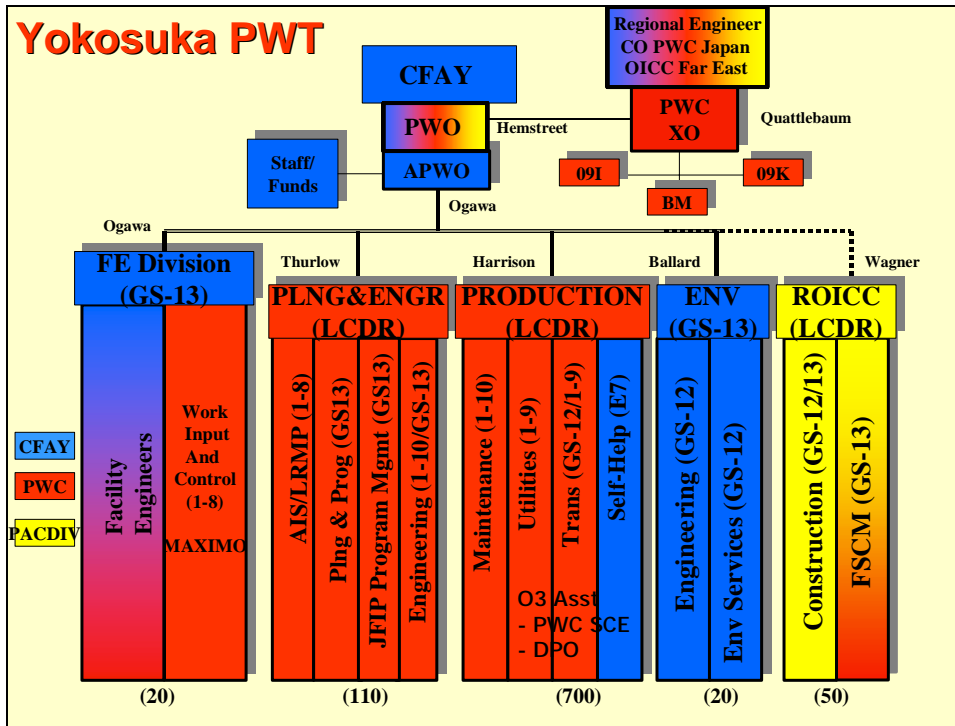 Yokosuka PWT
Regional Engineer
CO PWC Japan
OICC Far East
CFAY
PWO
Hemstreet
PWC
XO
Quattlebaum
Staff/
Funds
APWO
09I
09K
BM
Ogawa
Ogawa
FE Division
(GS-13)
Thurlow
PLNG&ENGR
(LCDR)
Harrison
PRODUCTION
(LCDR)
Ballard
ENV
(GS-13)
Wagner
ROICC
(LCDR)
CFAY
PWC
PACDIV
Facility
Engineers
Work
Input
And
Control
(1-8)
MAXIMO
AIS/LRMP (1-8)
Plng & Prog (GS13)
JFIP Program Mgmt (GS13)
Engineering (1-10/GS-13)
Maintenance (1-10)
Utilities (1-9)
Trans (GS-12/1-9)
Self-Help (E7)
O3 Asst
- PWC SCE
- DPO
Engineering (GS-12)
Env Services (GS-12)
Construction (GS-12/13)
FSCM (GS-13)
(20)
(110)
(700)
(20)
(50)